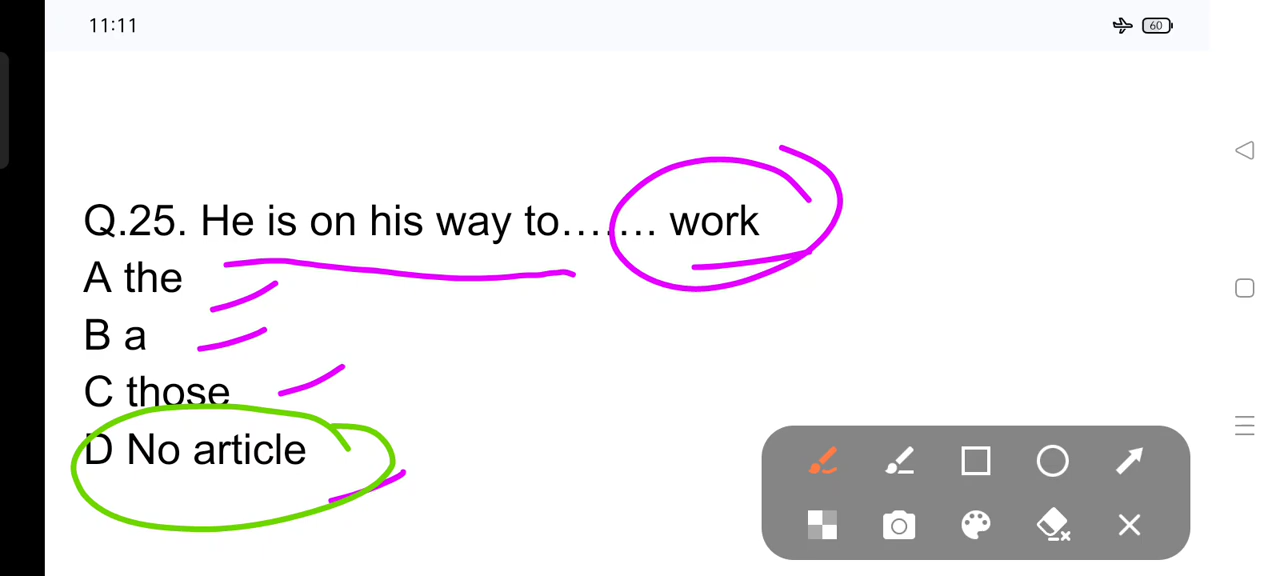 11:11
60
Q.25. He is on his way to....... work
A the
B a
C those
D No article